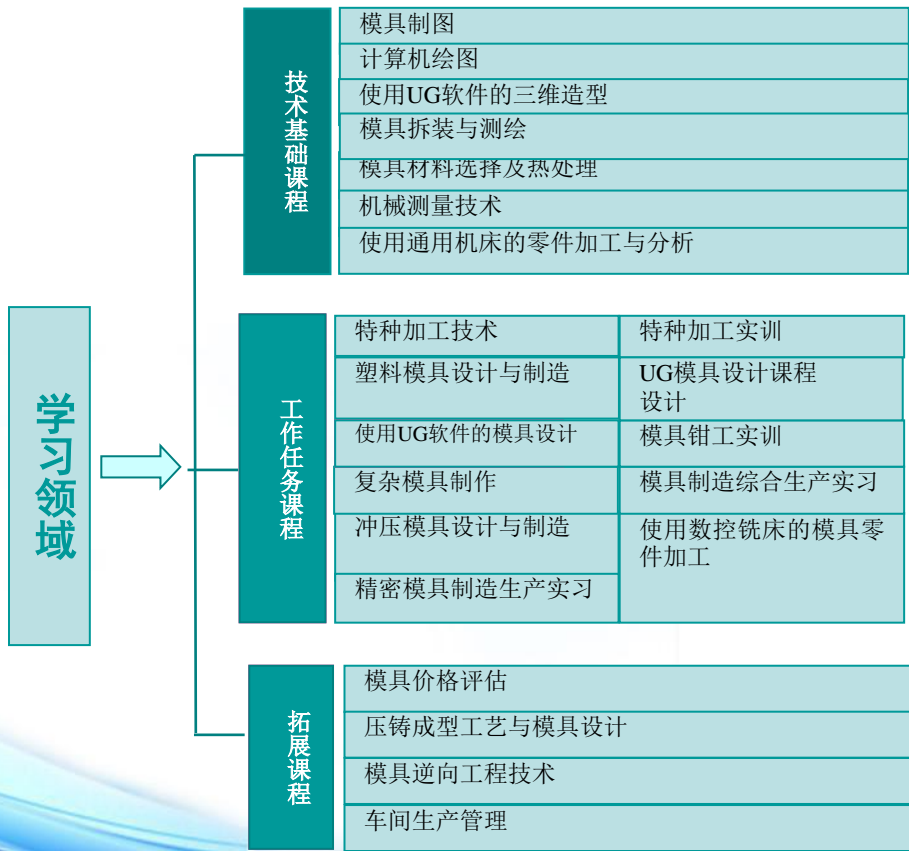 学习领域
技术基础课程
模具制图
计算机绘图
使用UG软件的三维造型
模具拆装与测绘
模具材料选择及热处理
机械测量技术
使用通用机床的零件加工与分析
工作任务课程
特种加工技术
特种加工实训
塑料模具设计与制造
UG模具设计课程
设计
使用UG软件的模具设计
模具钳工实训
复杂模具制作
模具制造综合生产实习
冲压模具设计与制造
使用数控铣床的模具零
件加工
精密模具制造生产实习
拓展课程
模具价格评估
压铸成型工艺与模具设计
模具逆向工程技术
车间生产管理